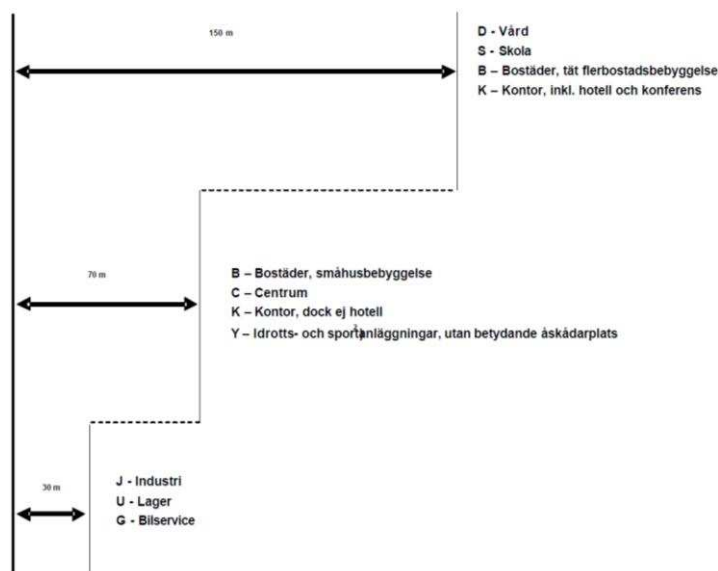 150 m
D - Vård
S - Skola
B – Bostäder, tät flerbostadsbebyggelse
K – Kontor, inkl. hotell och konferens
70 m
B – Bostäder, småhusbebyggelse
C – Centrum
K – Kontor, dock ej hotell
Y – Idrotts- och sportanläggningar, utan betydande åskådarplats
30 m
J - Industri
U - Lager
G - Bilservice